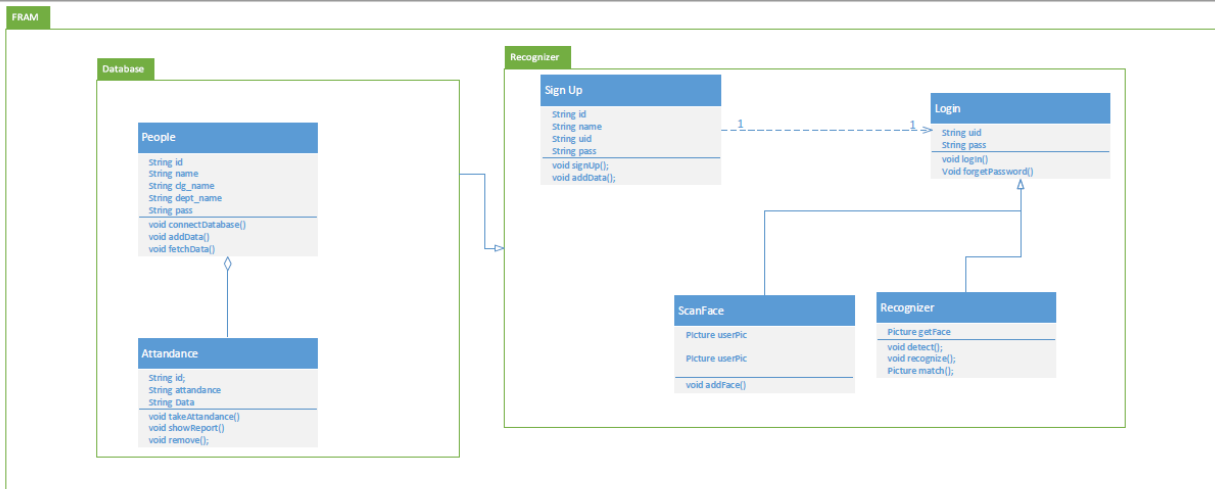 FRAM
Database
People
String id
String name
String clg_name
String dept_name
String pass
void connectDatabase()
void addData()
void fetchData()
Attandance
String id;
String attandance
String Data
void takeAttandance()
void showReport()
void remove();
Recognizer
Sign Up
String id
String name
String uid
String pass
void signUp();
void addData();
1
1
Login
String uid
String pass
void login()
Void forgetPassword()
ScanFace
Picture userPic
Picture userPic
void addFace()
Recognizer
Picture getFace
void detect();
void recognize();
Picture match();